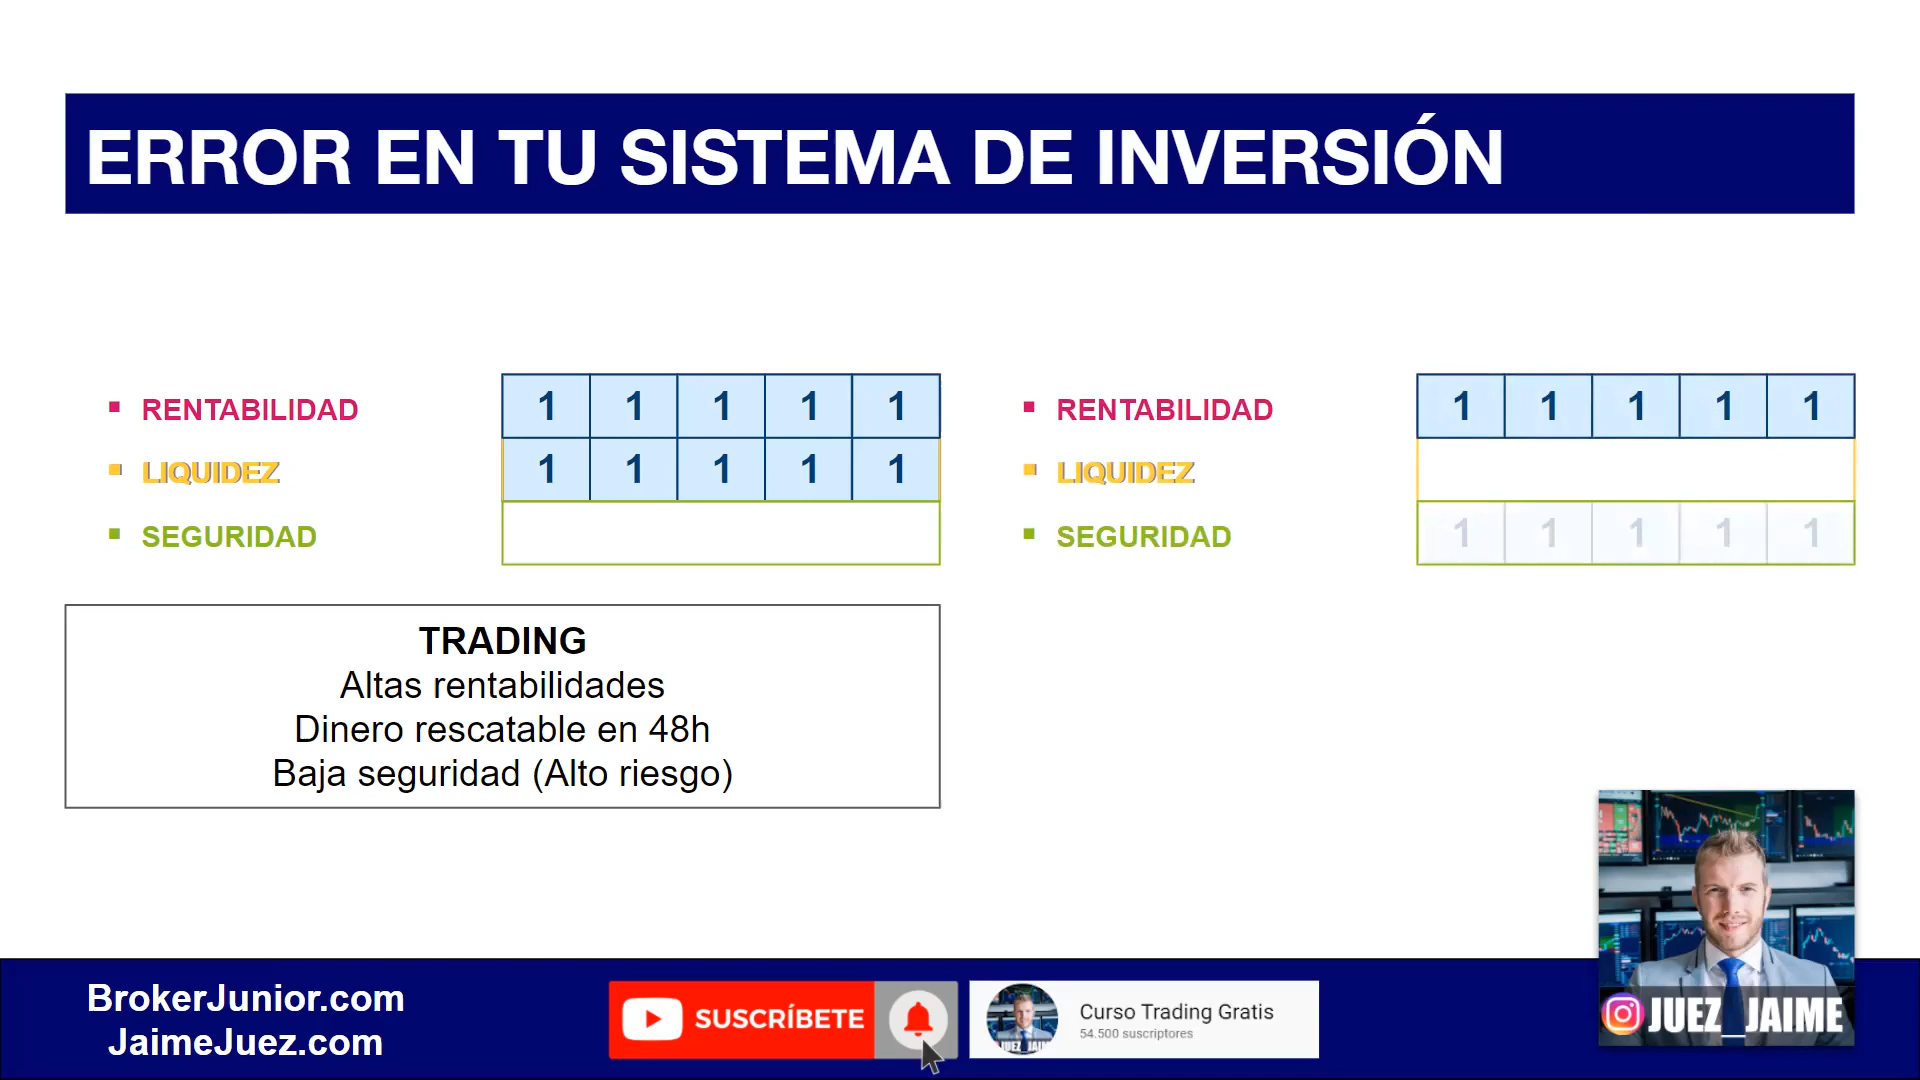 ERROR EN TU SISTEMA DE INVERSIÓN
RENTABILIDAD
1 1 1 1 1
LIQUIDEZ
1 1 1 1 1
SEGURIDAD
RENTABILIDAD
1 1 1 1 1
LIQUIDEZ
SEGURIDAD
1 1 1 1 1
TRADING
Altas rentabilidades
Dinero rescatable en 48h
Baja seguridad (Alto riesgo)
BrokerJunior.com
JaimeJuez.com
SUSCRÍBETE
Curso Trading Gratis
54.500 suscriptores
JUEZ_JAIME